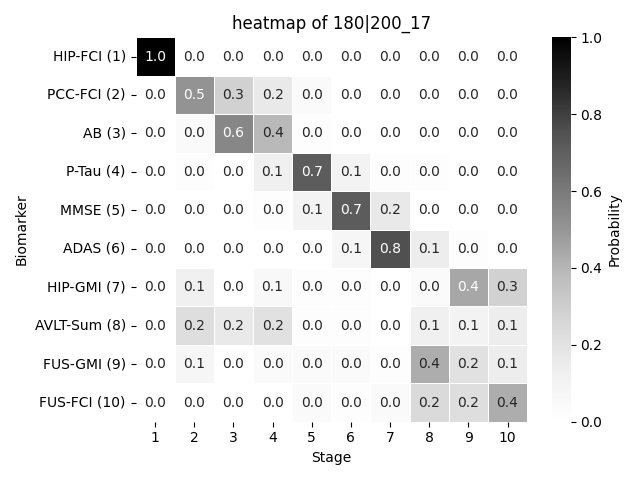 heatmap of 180|200_17
HIP-FCI (1) 1.0 0.0 0.0 0.0 0.0 0.0 0.0 0.0 0.0 0.0
PCC-FCI (2) 0.0 0.5 0.3 0.2 0.0 0.0 0.0 0.0 0.0 0.0
AB (3) 0.0 0.0 0.6 0.4 0.0 0.0 0.0 0.0 0.0 0.0
P-Tau (4) 0.0 0.0 0.0 0.1 0.7 0.1 0.0 0.0 0.0 0.0
MMSE (5) 0.0 0.0 0.0 0.0 0.1 0.7 0.2 0.0 0.0 0.0
ADAS (6) 0.0 0.0 0.0 0.0 0.0 0.1 0.8 0.1 0.0 0.0
HIP-GMI (7) 0.0 0.1 0.0 0.1 0.0 0.0 0.0 0.0 0.4 0.3
AVLT-Sum (8) 0.0 0.2 0.2 0.2 0.0 0.0 0.0 0.1 0.1 0.1
FUS-GMI (9) 0.0 0.1 0.0 0.0 0.0 0.0 0.0 0.4 0.2 0.1
FUS-FCI (10) 0.0 0.0 0.0 0.0 0.0 0.0 0.0 0.2 0.2 0.4
1 2 3 4 5 6 7 8 9 10
Stage
Biomarker
1.0
0.8
0.6
0.4
0.2
0.0
Probability